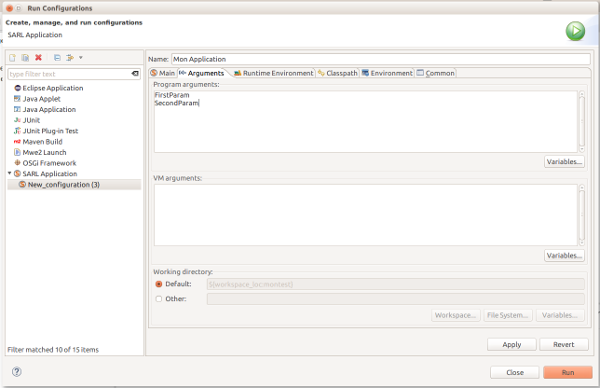 Run Configurations
Create, manage, and run configurations
SARL Application
type filter text
Eclipse Application
Java Applet
Java Application
JUnit
JUnit Plug-in Test
Maven Build
Mwe2 Launch
OSGi Framework
SARL Application
New_configuration (3)
Filter matched 10 of 15 items
Name: Mon Application
Main Arguments Runtime Environment Classpath Environment Common
Program arguments:
FirstParam
SecondParam
Variables...
VM arguments:
Variables...
Working directory:
Default: ${workspace_loc:montest}
Other:
Workspace... File System... Variables...
Apply Revert
Close Run